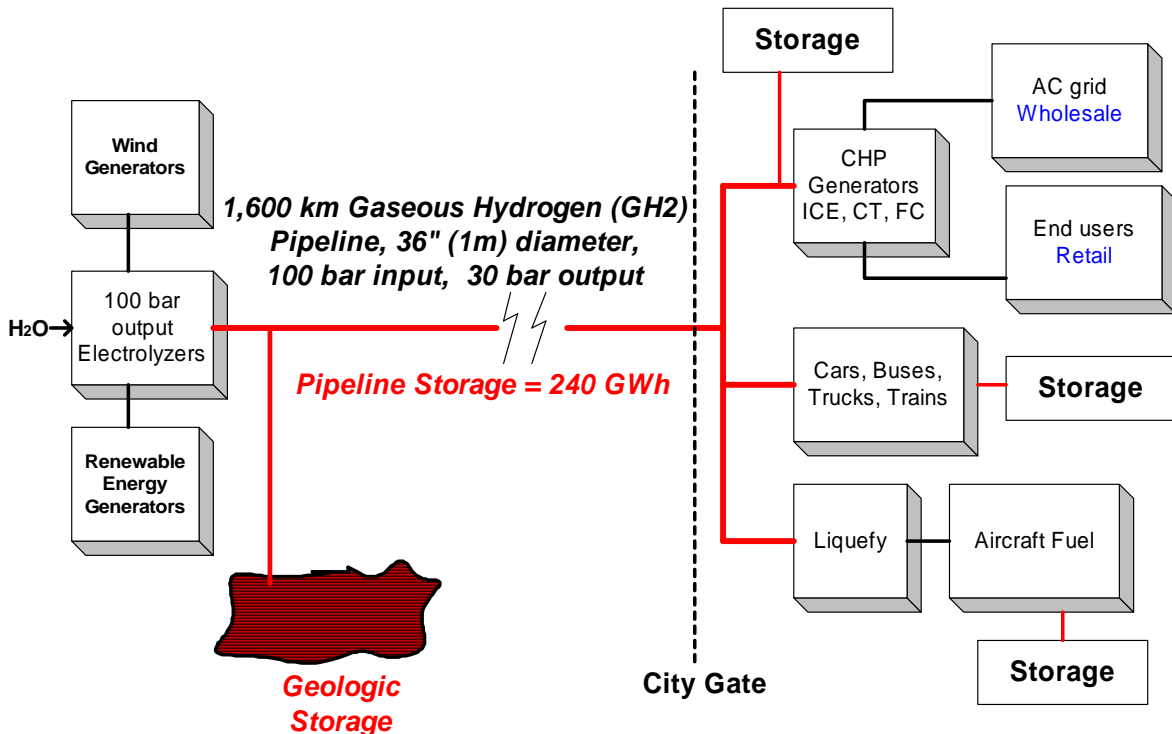 Wind
Generators
H2O
100 bar
output
Electrolyzers
Renewable
Energy
Generators
1,600 km Gaseous Hydrogen (GH2)
Pipeline, 36" (1m) diameter,
100 bar input,  30 bar output
Pipeline Storage = 240 GWh
Geologic
Storage
City Gate
Storage
CHP
Generators
ICE, CT, FC
AC grid
Wholesale
End users
Retail
Cars, Buses,
Trucks, Trains
Storage
Liquefy
Aircraft Fuel
Storage